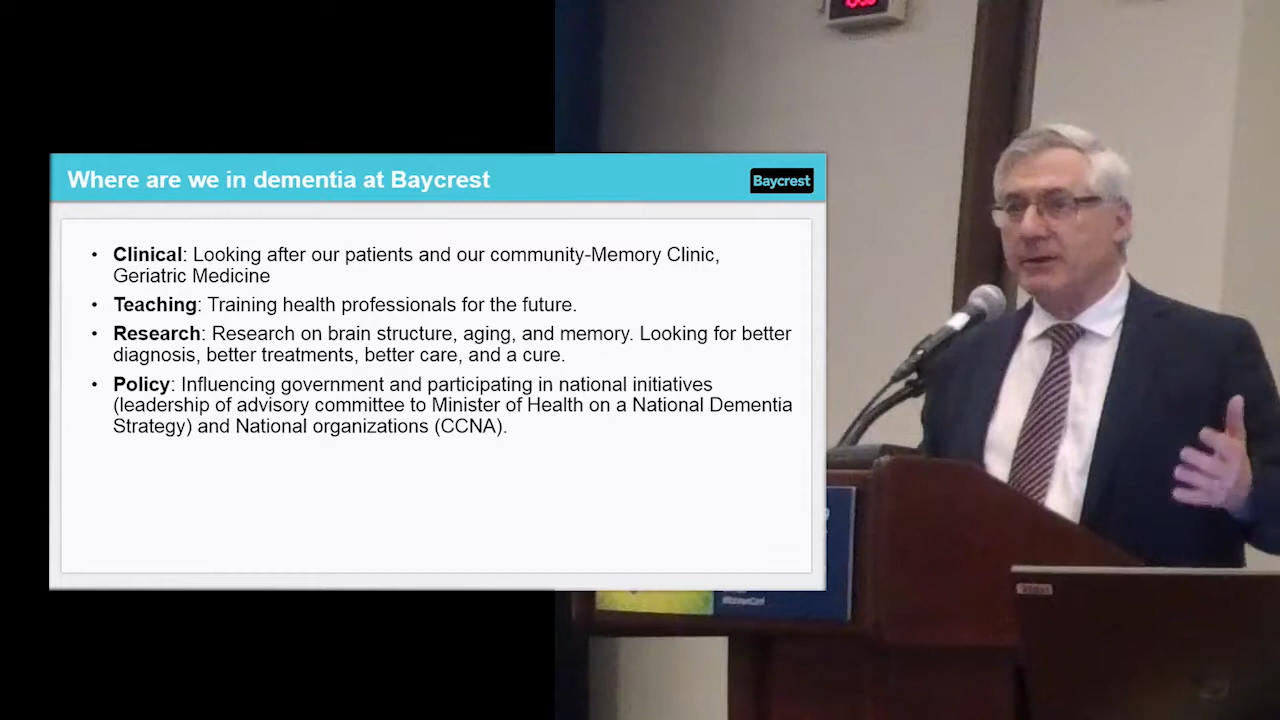 Where are we in dementia at Baycrest
Baycrest
• Clinical: Looking after our patients and our community-Memory Clinic,
Geriatric Medicine
• Teaching: Training health professionals for the future.
• Research: Research on brain structure, aging, and memory. Looking for better
diagnosis, better treatments, better care, and a cure.
• Policy: Influencing government and participating in national initiatives
(leadership of advisory committee to Minister of Health on a National Dementia
Strategy) and National organizations (CCNA).